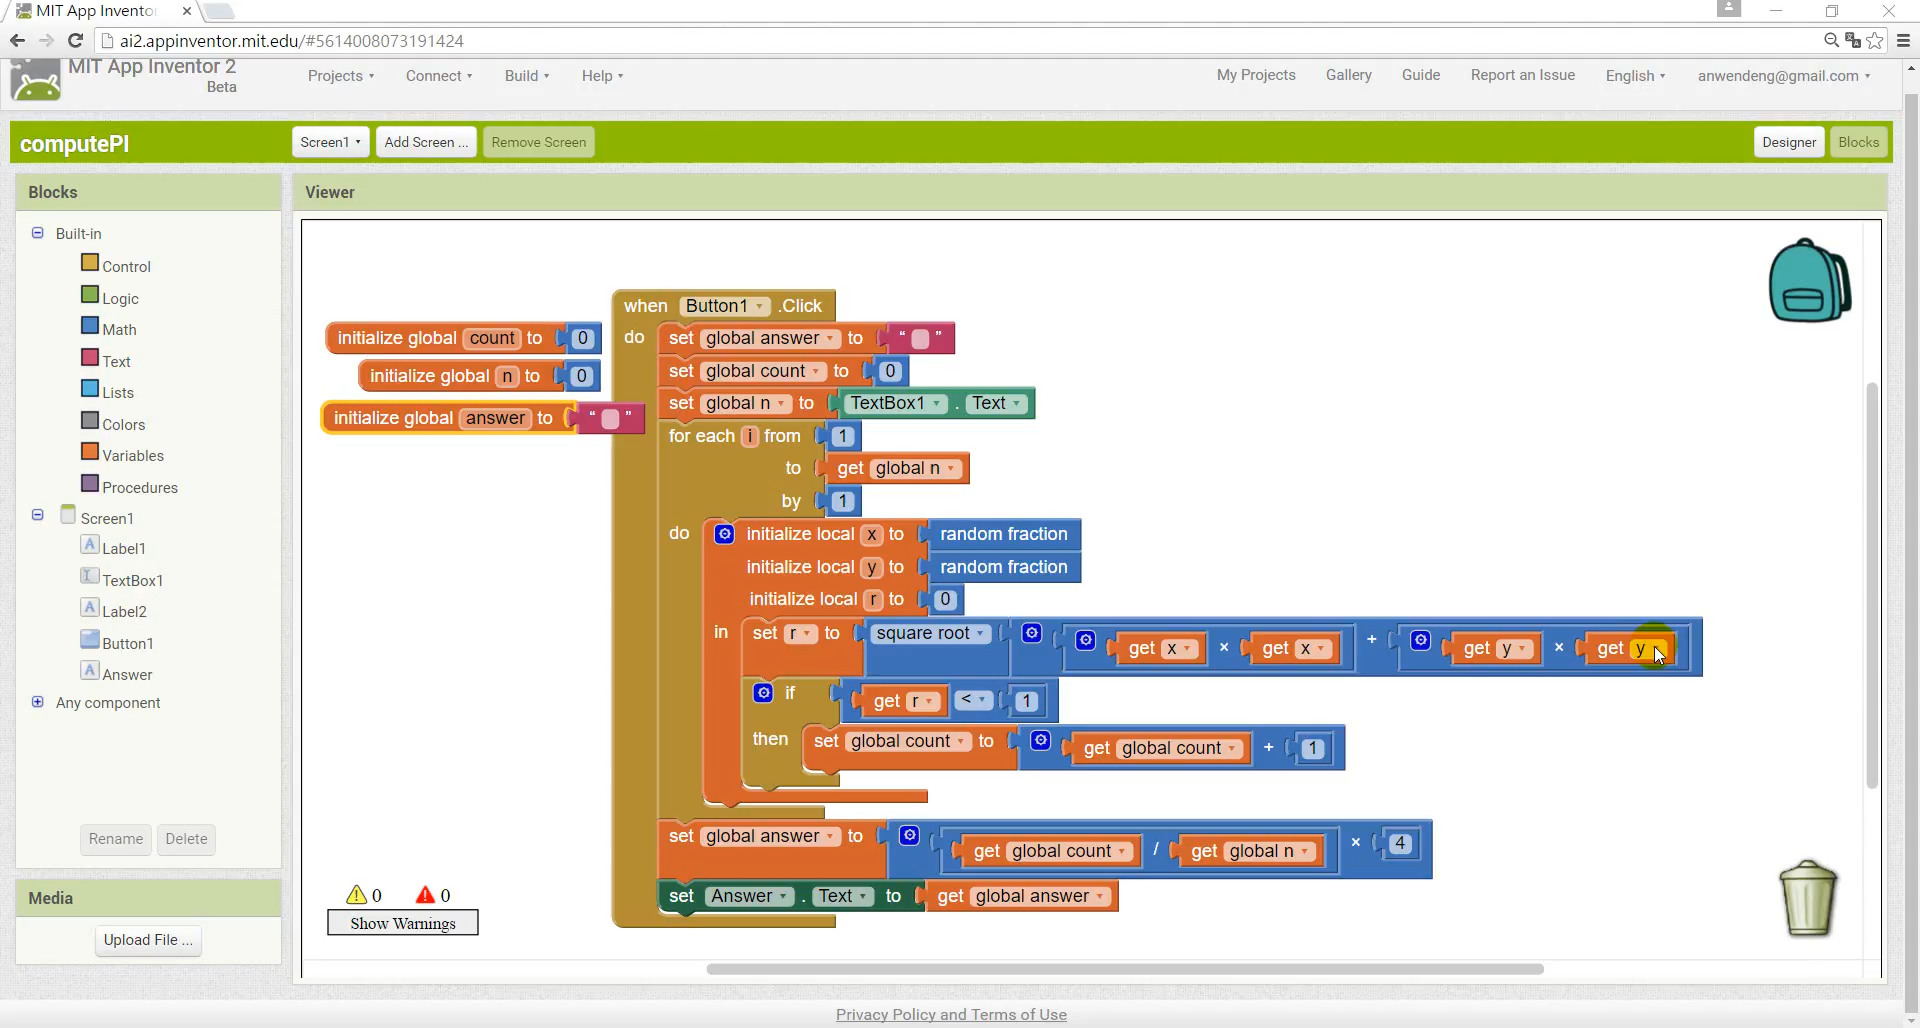 MIT App Invento
ai2.appinventor.mit.edu/#5614008073191424
MIT App Inventor 2
Beta
Projects
Connect
Build
Help
My Projects
Gallery
Guide
Report an Issue
English
anwendeng@gmail.com
computePI
Screen1
Add Screen ...
Remove Screen
Designer
Blocks
Blocks
Viewer
Built-in
Control
Logic
Math
Text
Lists
Colors
Variables
Procedures
Screen1
Label1
TextBox1
Label2
Button1
Answer
Any component
Rename
Delete
Media
Upload File ...
initialize global count to 0
initialize global n to 0
initialize global answer to " "
when Button1 .Click
do set global answer to " "
set global count to 0
set global n to TextBox1 . Text
for each i from 1
to get global n
by 1
do initialize local x to random fraction
initialize local y to random fraction
initialize local r to 0
in set r to square root get x × get x + get y × get y
if get r < 1
then set global count to get global count + 1
set global answer to get global count / get global n × 4
set Answer . Text to get global answer
0 0
Show Warnings
Privacy Policy and Terms of Use